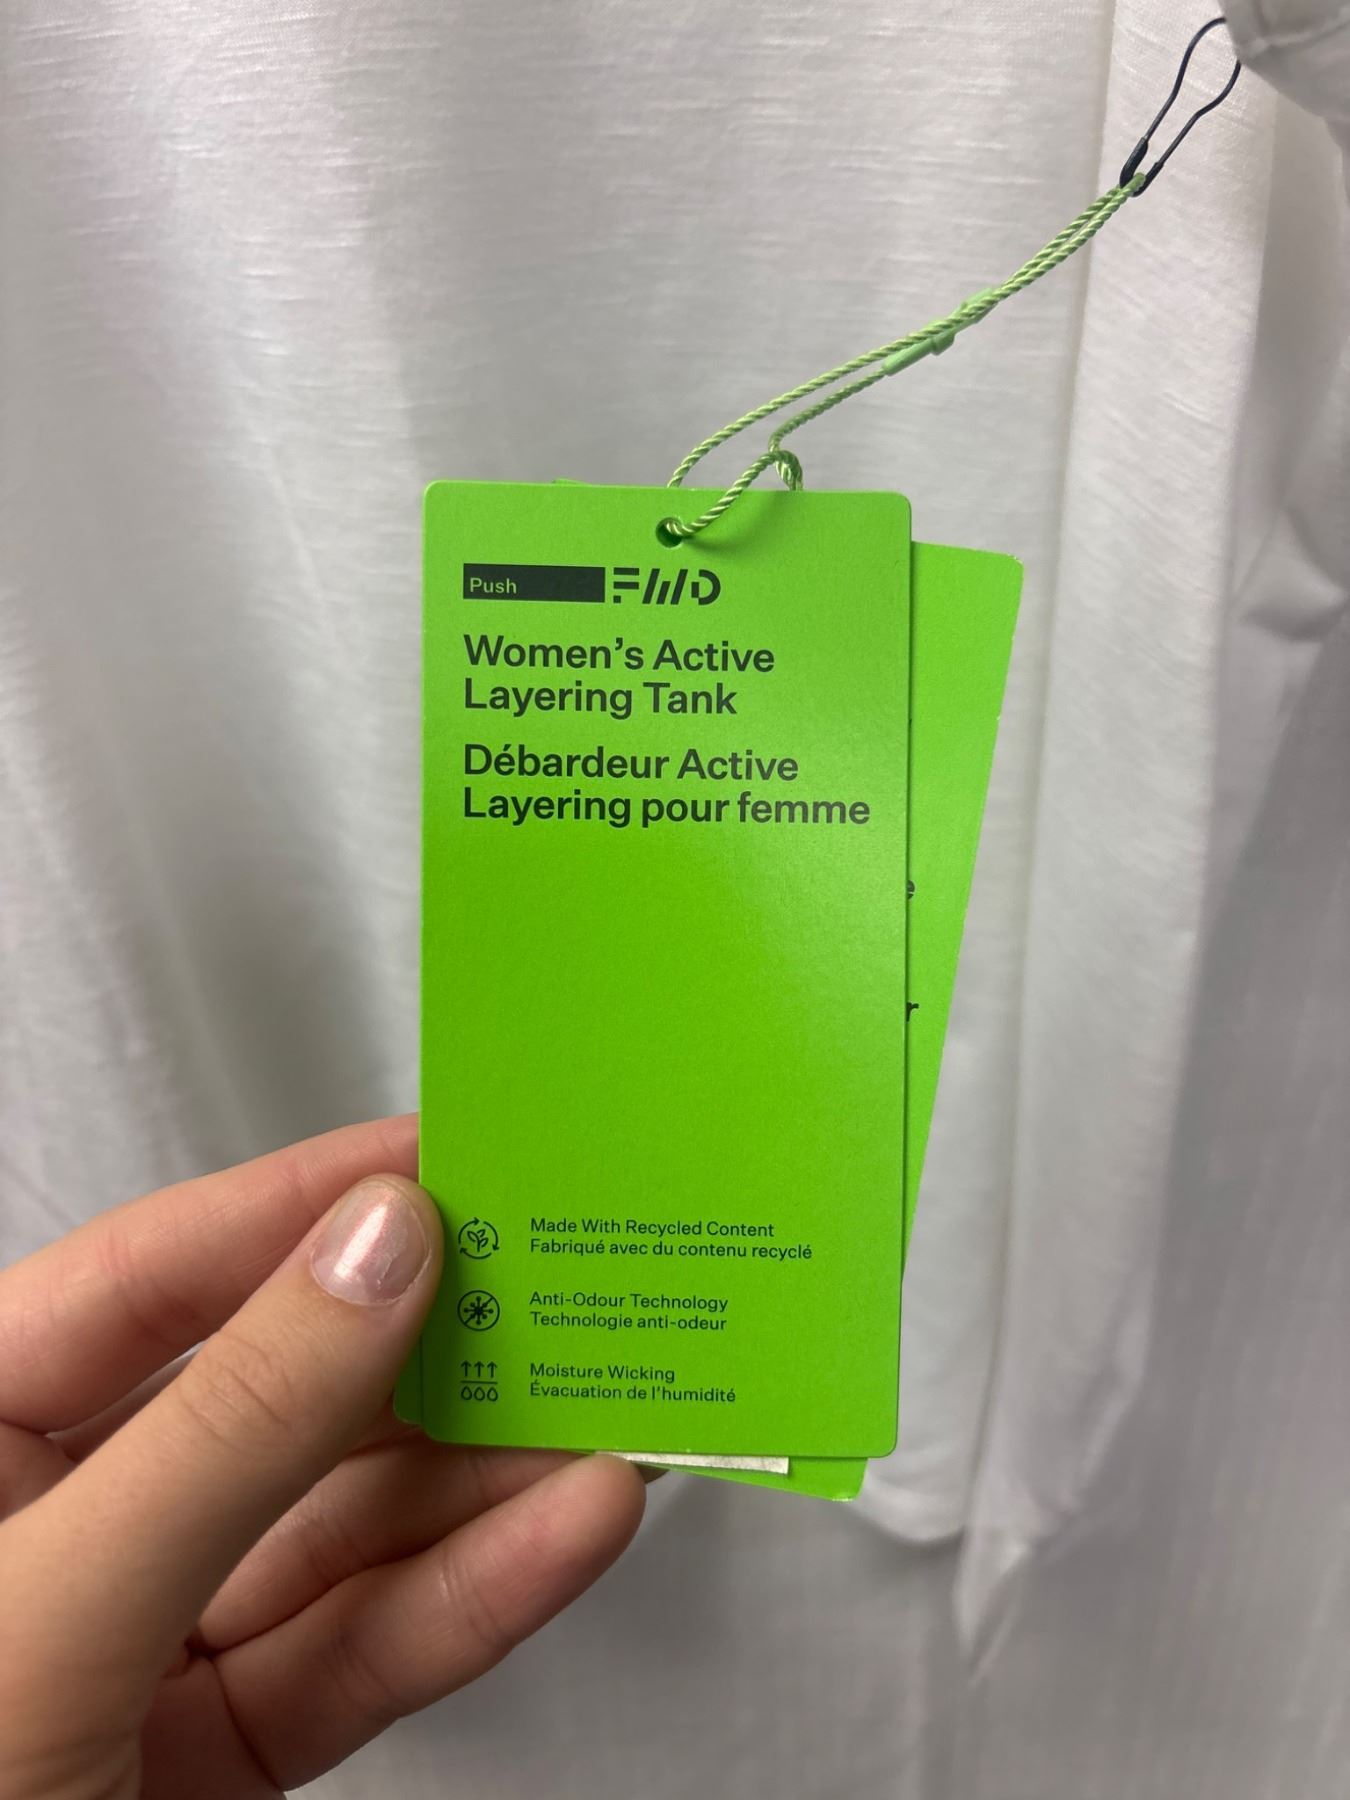 Push FWD
Women's Active
Layering Tank
Débardeur Active
Layering pour femme
Made With Recycled Content
Fabriqué avec du contenu recyclé
Anti-Odour Technology
Technologie anti-odeur
Moisture Wicking
Évacuation de l'humidité